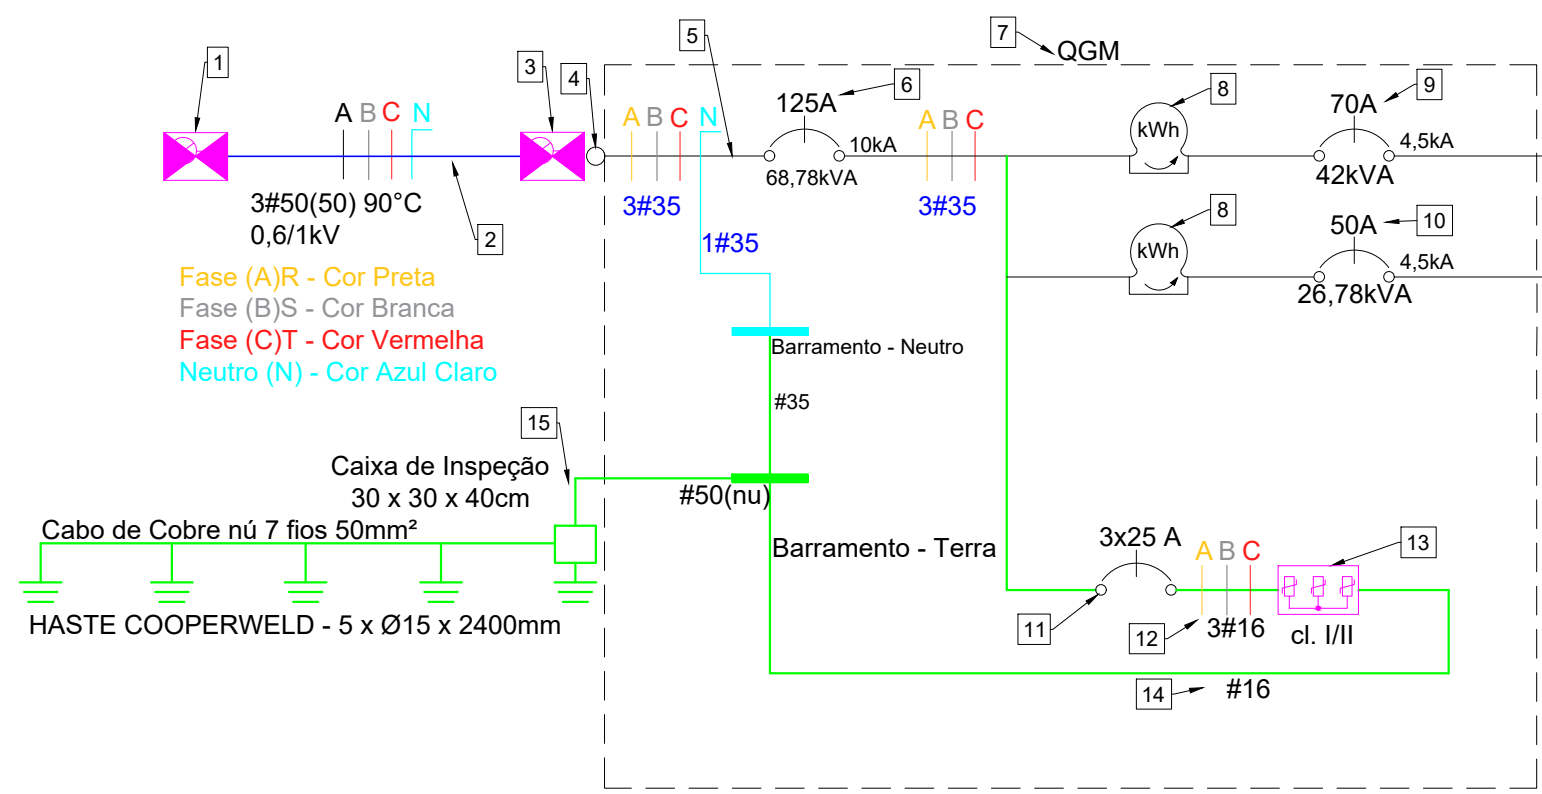 7
QGM
5
1
3
4
6
9
8
125A
70A
A B C N
A B C N
A B C
10kA
kWh
4,5kA
68,78kVA
42kVA
3#50(50) 90°C
0,6/1kV
2
3#35
3#35
8
10
1#35
50A
kWh
4,5kA
26,78kVA
Fase (A)R - Cor Preta
Fase (B)S - Cor Branca
Fase (C)T - Cor Vermelha
Neutro (N) - Cor Azul Claro
Barramento - Neutro
#35
15
Caixa de Inspeção
30 x 30 x 40cm
#50(nu)
Cabo de Cobre nú 7 fios 50mm²
Barramento - Terra
3x25 A
A B C
13
HASTE COOPERWELD - 5 x Ø15 x 2400mm
11
12
3#16
cl. I/II
14
#16